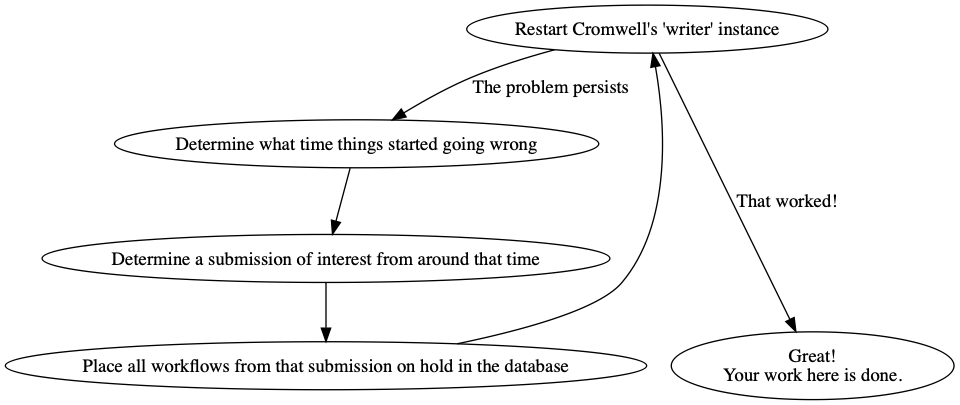 Restart Cromwell's 'writer' instance
The problem persists
Determine what time things started going wrong
That worked!
Determine a submission of interest from around that time
Place all workflows from that submission on hold in the database
Great!
Your work here is done.